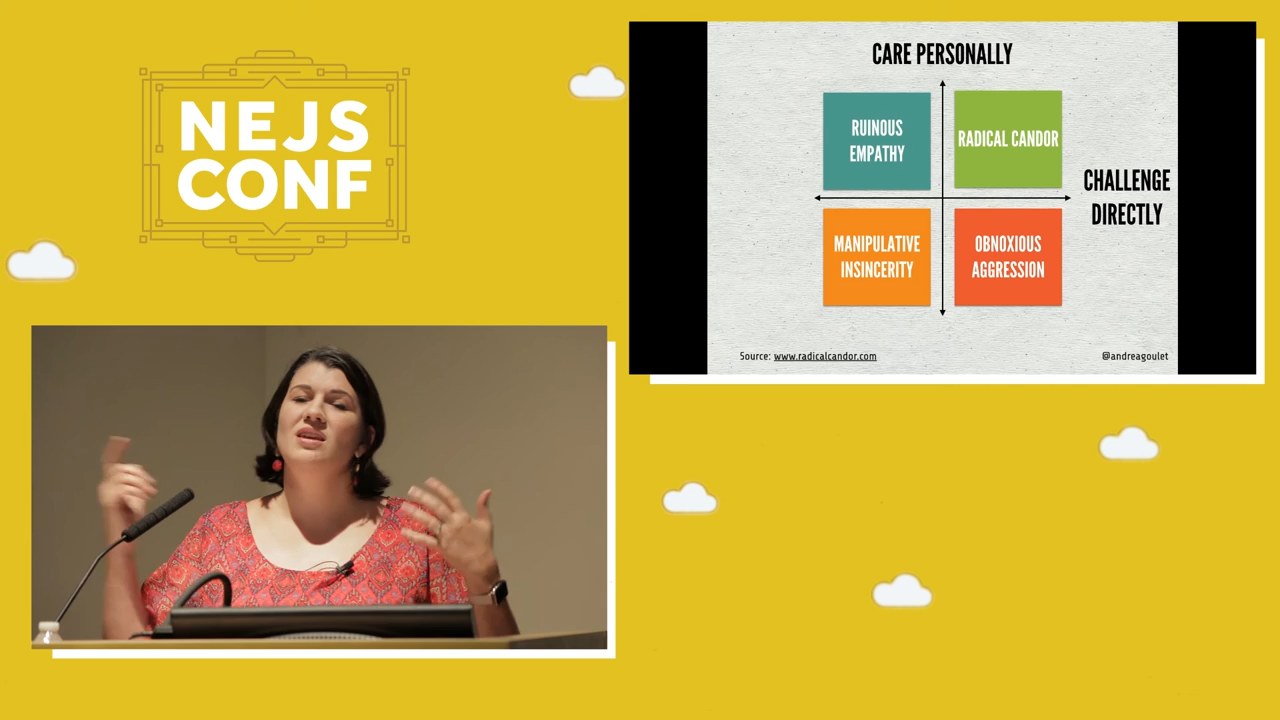 NEJS
CONF
CARE PERSONALLY
RUINOUS
EMPATHY
RADICAL CANDOR
CHALLENGE
DIRECTLY
MANIPULATIVE
INSINCERITY
OBNOXIOUS
AGGRESSION
Source: www.radicalcandor.com
@andreagoulet